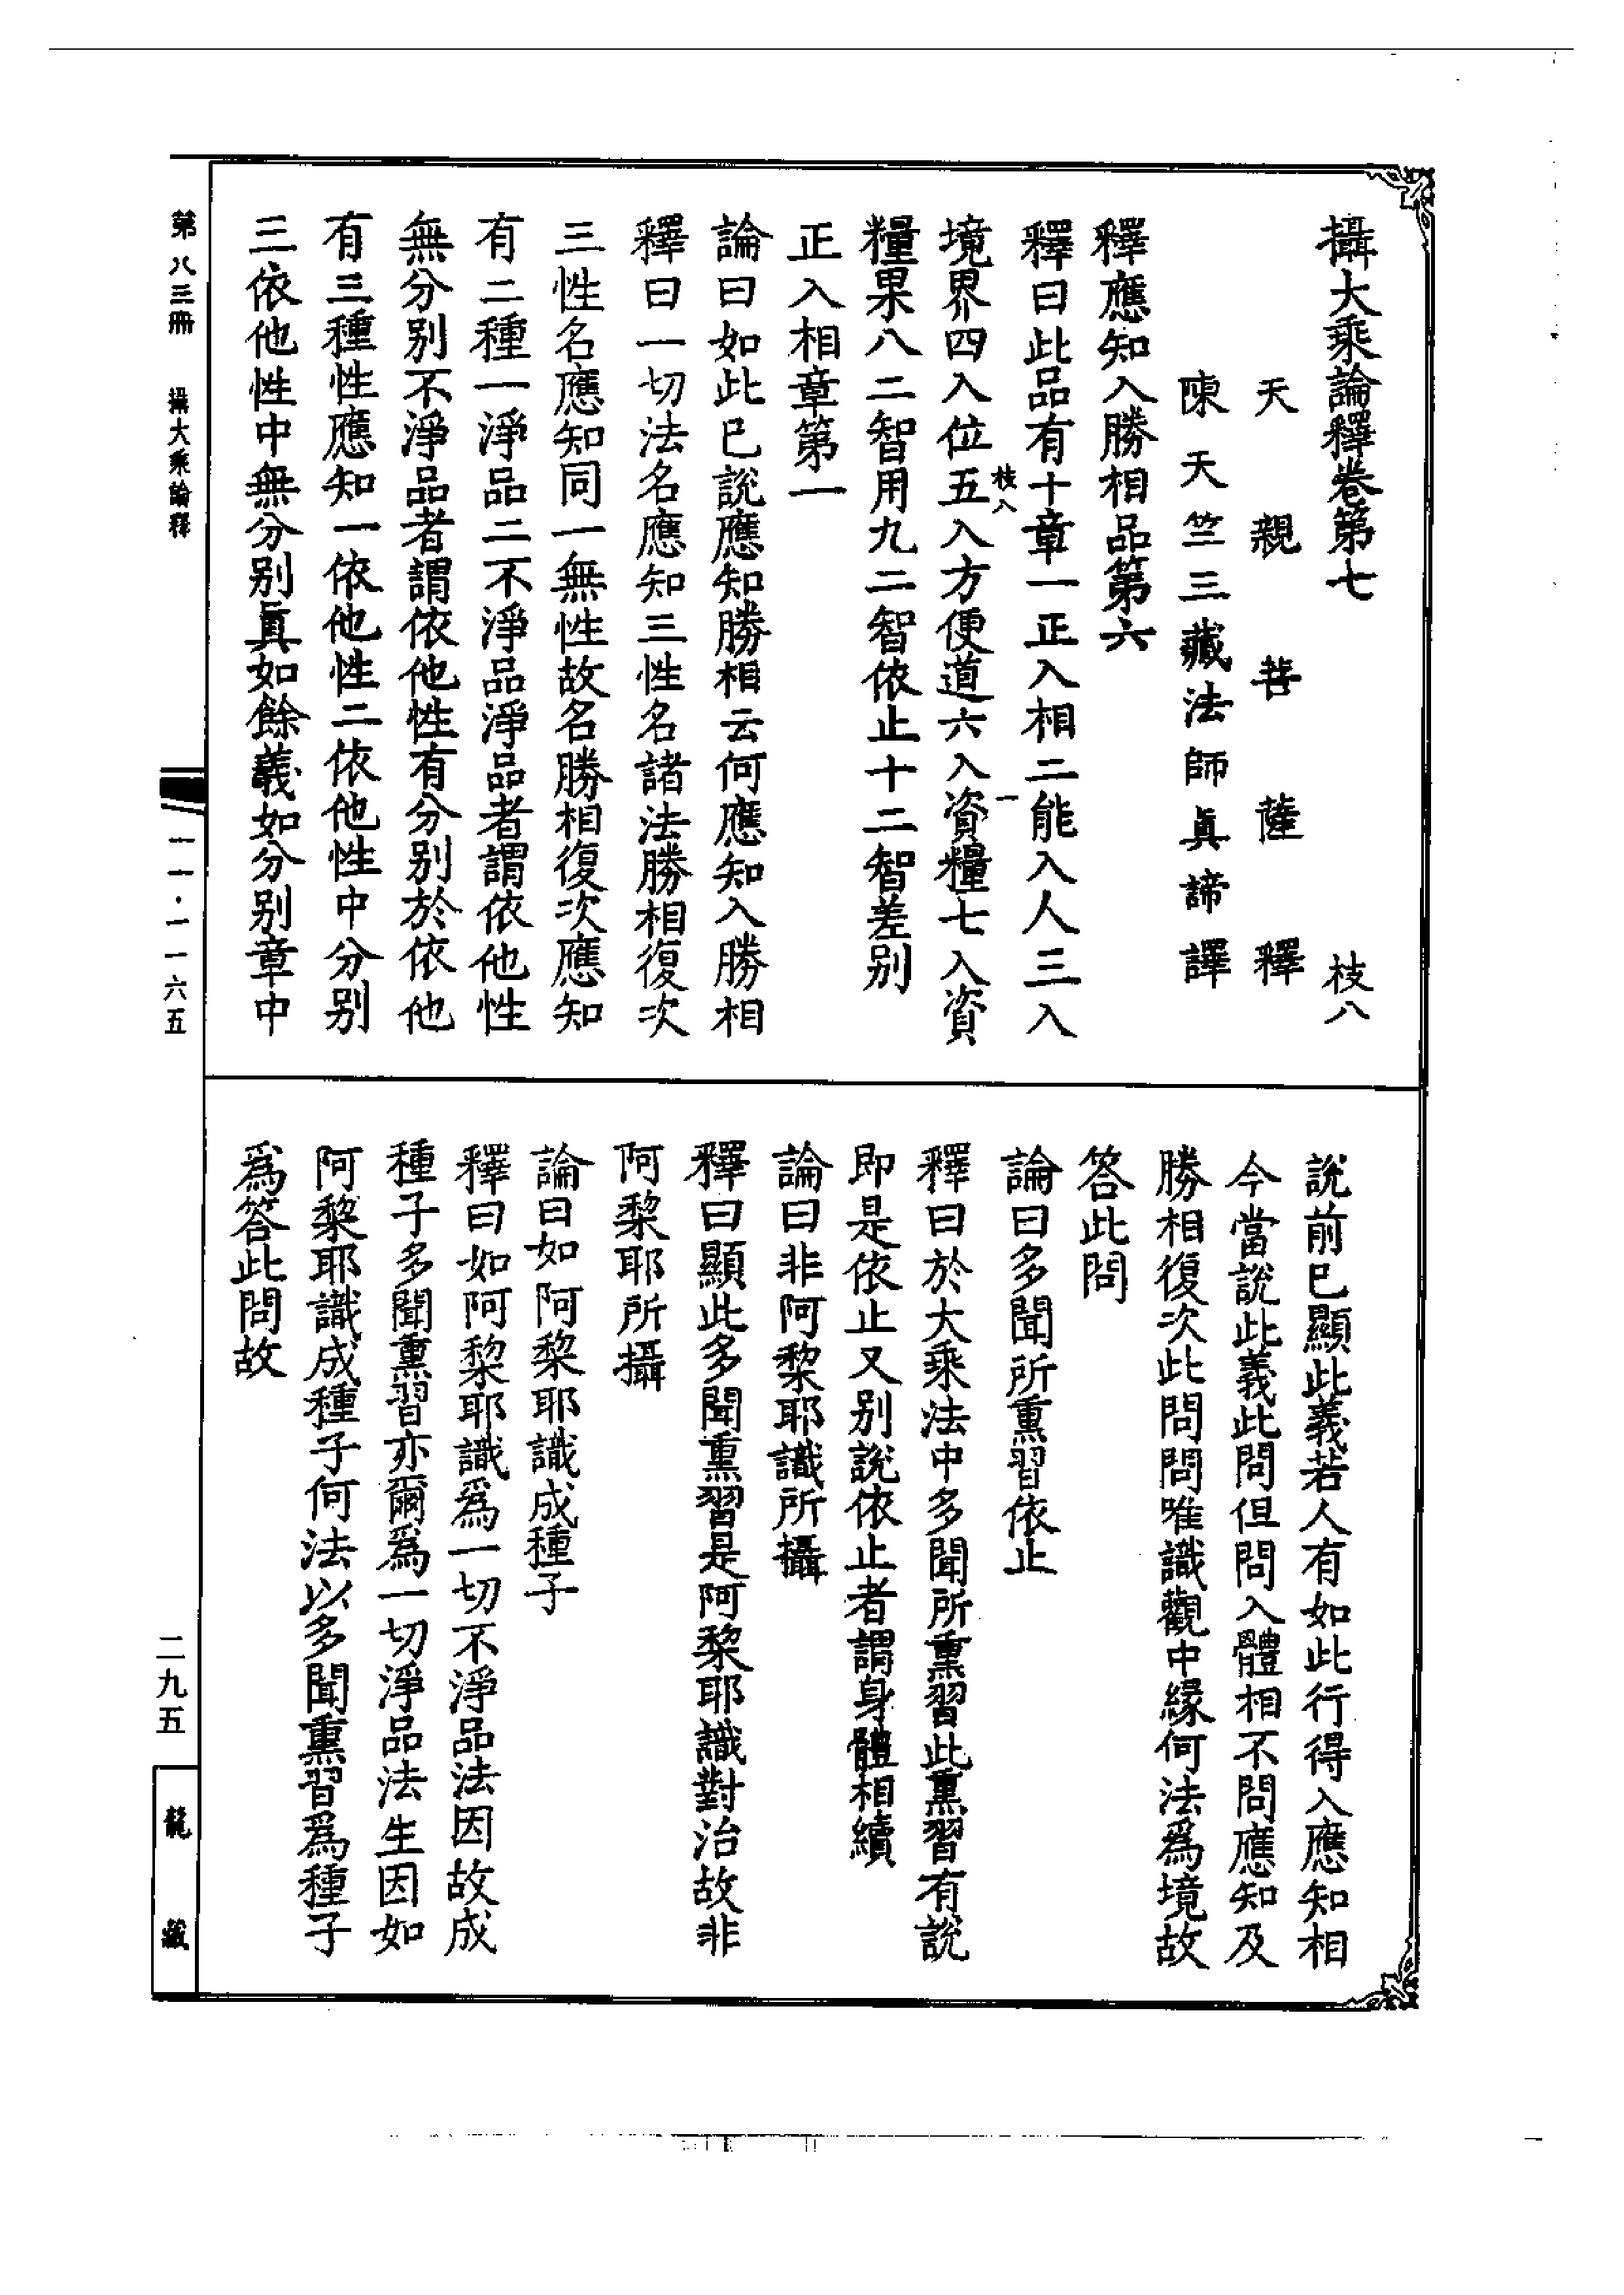 攝大乘論釋卷第七　枝八
天親菩薩釋
陳天竺三藏法師眞諦譯
釋應知入勝相品第六
釋曰此品有十章一正入相二能入人三入
枝八　一
境界四入位五入方便道六入資糧七入資
糧果八二智用九二智依止十二智差别
正入相章第一
論曰如此已說應知勝相云何應知入勝相
釋曰一切法名應知三性名諸法勝相復次
三性名應知同一無性故名勝相復次應知
有二種一淨品二不淨品淨品者謂依他性
無分别不淨品者謂依他性有分别於依他
有三種性應知一依他性二依他性中分别
三依他性中無分别眞如餘義如分别章中
說前已顯此義若人有如此行得入應知相
今當說此義此問但問入體相不問應知及
勝相復次此問問唯識觀中緣何法爲境故
答此問
論曰多聞所熏習依止
釋曰於大乘法中多聞所熏習此熏習有說
即是依止又别說依止者謂身體相續
論曰非阿黎耶識所攝
釋曰顯此多聞熏習是阿黎耶識對治故非
阿黎耶所攝
論曰如阿黎耶識成種子
釋曰如阿黎耶識爲一切不淨品法因故成
種子多聞熏習亦爾爲一切淨品法生因如
阿黎耶識成種子何法以多聞熏習爲種子
爲答此問故
第八三冊　攝大乘論釋
一一·一一六五
二九五
龍藏